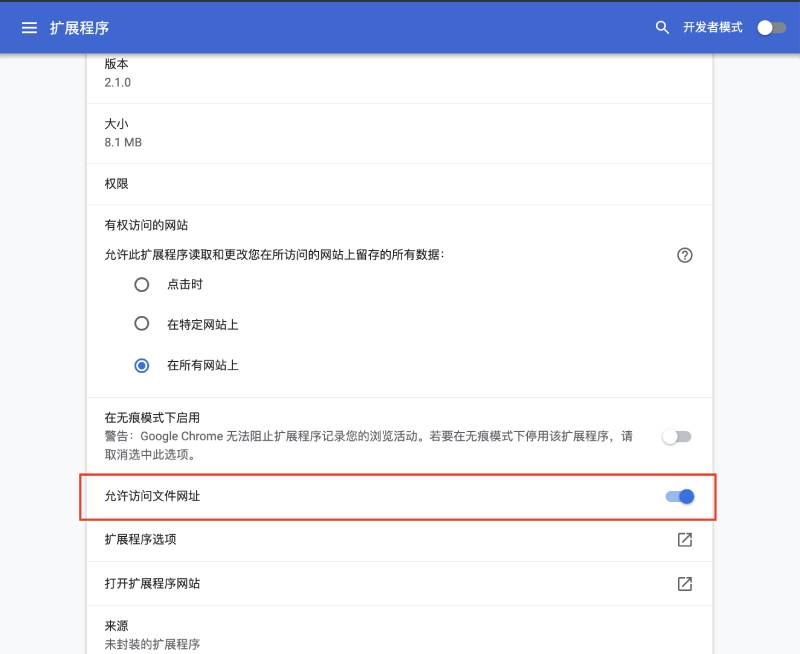 扩展程序
开发者模式
版本
2.1.0
大小
8.1 MB
权限
有权访问的网站
允许此扩展程序读取和更改您在所访问的网站上留存的所有数据：
点击时
在特定网站上
在所有网站上
在无痕模式下启用
警告：Google Chrome 无法阻止扩展程序记录您的浏览活动。若要在无痕模式下停用该扩展程序，请
取消选中此选项。
允许访问文件网址
扩展程序选项
打开扩展程序网站
来源
未封装的扩展程序